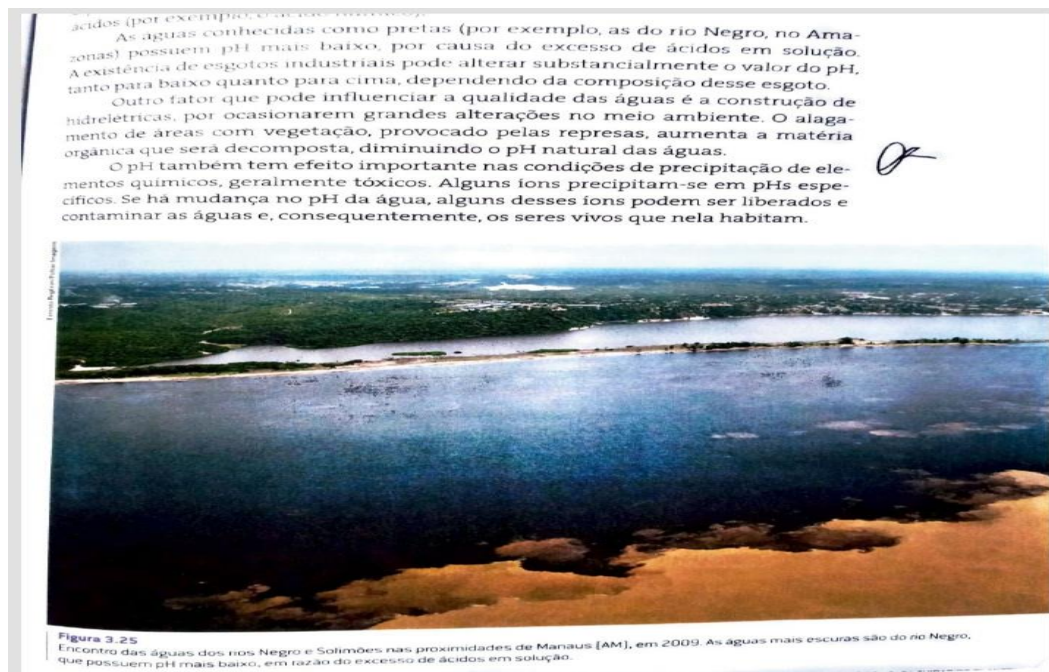 ácidos (por exemplo, o ácido
As águas conhecidas como pretas (por exemplo, as do rio Negro, no Ama-
zonas) possuem pH mais baixo, por causa do excesso de ácidos em solução.
A existência de esgotos industriais pode alterar substancialmente o valor do pH,
tanto para baixo quanto para cima, dependendo da composição desse esgoto.
Outro fator que pode influenciar a qualidade das águas é a construção de
hidrelétricas, por ocasionarem grandes alterações no meio ambiente. O alaga-
mento de áreas com vegetação, provocado pelas represas, aumenta a matéria
orgânica que será decomposta, diminuindo o pH natural das águas.
O pH também tem efeito importante nas condições de precipitação de ele-
mentos químicos, geralmente tóxicos. Alguns íons precipitam-se em pHs espe-
cíficos. Se há mudança no pH da água, alguns desses íons podem ser liberados e
contaminar as águas e, consequentemente, os seres vivos que nela habitam.
Figura 3.25
Encontro das águas dos rios Negro e Solimões nas proximidades de Manaus [AM], em 2009. As águas mais escuras são do rio Negro,
que possuem pH mais baixo, em razão do excesso de ácidos em solução.